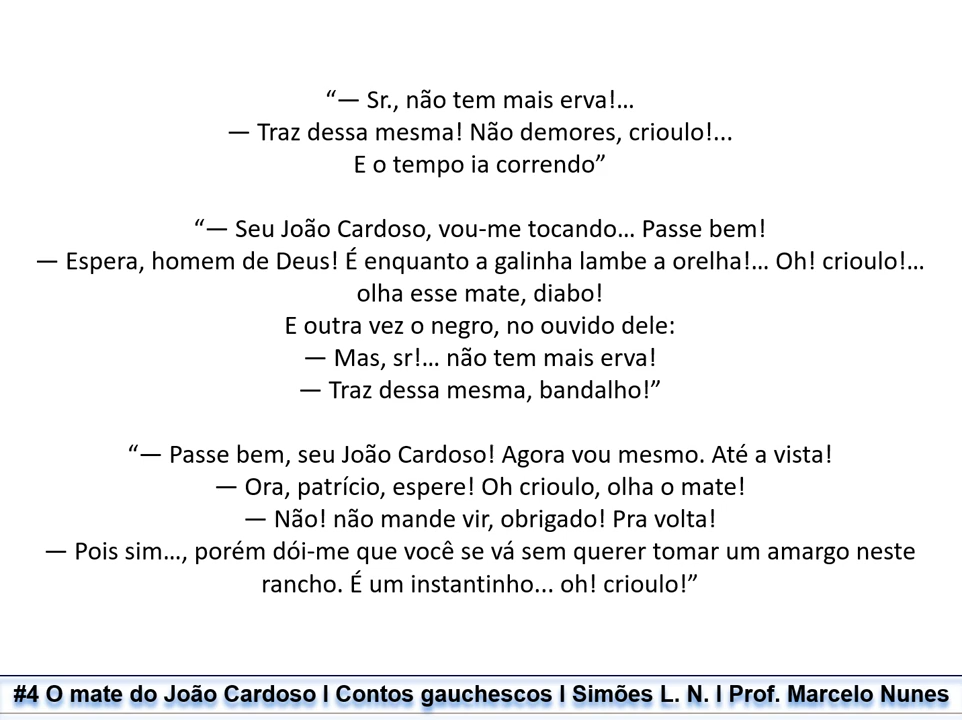 “— Sr., não tem mais erva!...
— Traz dessa mesma! Não demores, crioulo!...
E o tempo ia correndo”
“— Seu João Cardoso, vou-me tocando... Passe bem!
— Espera, homem de Deus! É enquanto a galinha lambe a orelha!... Oh! crioulo!...
olha esse mate, diabo!
E outra vez o negro, no ouvido dele:
— Mas, sr!... não tem mais erva!
— Traz dessa mesma, bandalho!”
“— Passe bem, seu João Cardoso! Agora vou mesmo. Até a vista!
— Ora, patrício, espere! Oh crioulo, olha o mate!
— Não! não mande vir, obrigado! Pra volta!
— Pois sim..., porém dói-me que você se vá sem querer tomar um amargo neste
rancho. É um instantinho... oh! crioulo!”
#4 O mate do João Cardoso I Contos gauchescos I Simões L. N. I Prof. Marcelo Nunes